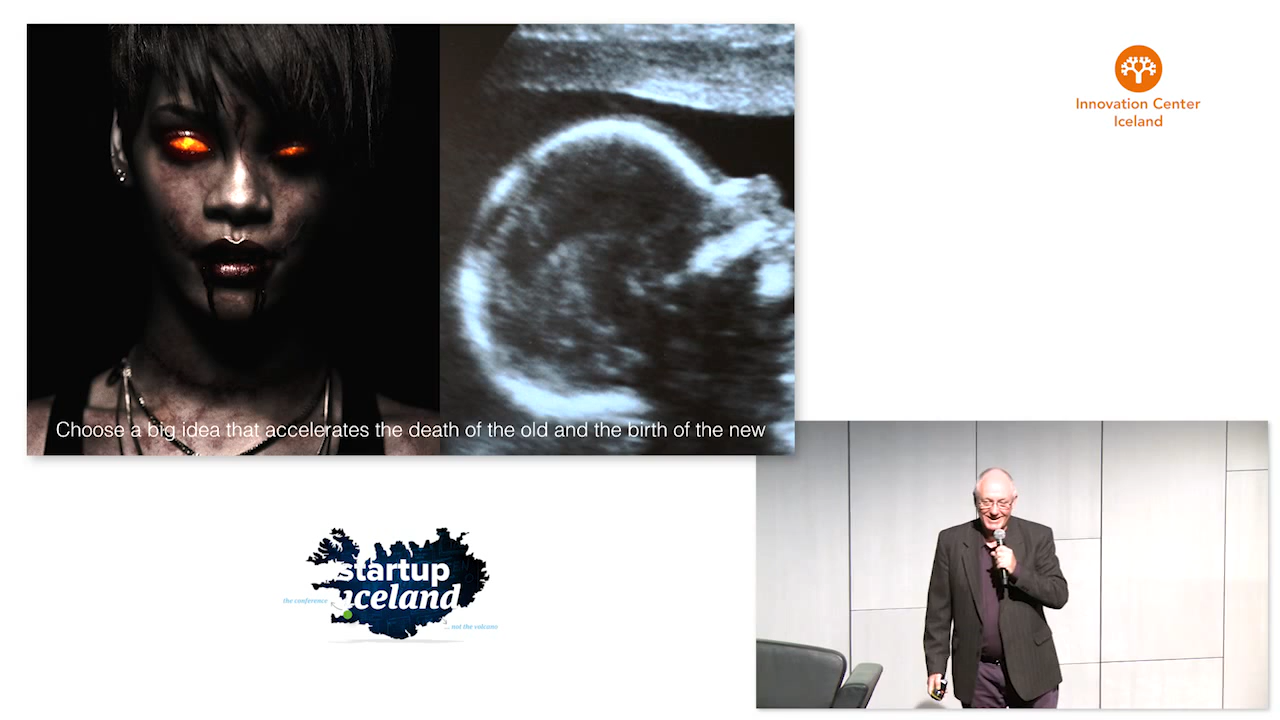 Choose a big idea that accelerates the death of the old and the birth of the new
Innovation Center
Iceland
startup
iceland
the conference
... not the volcano